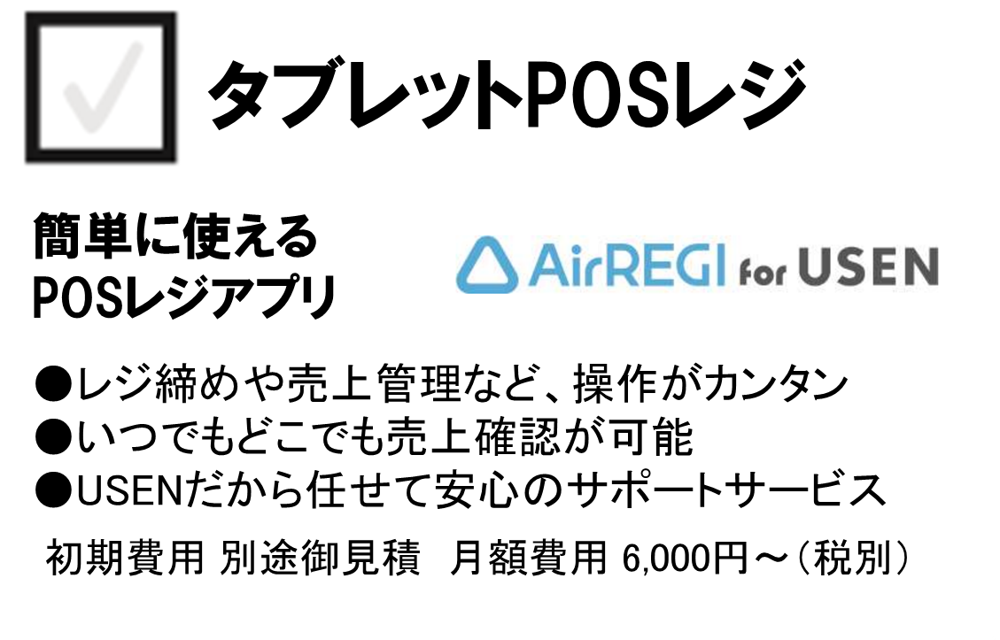 タブレットPOSレジ
簡単に使える
POSレジアプリ
AirREGI for USEN
●レジ締めや売上管理など、操作がカンタン
●いつでもどこでも売上確認が可能
●USENだから任せて安心のサポートサービス
初期費用 別途御見積　月額費用 6,000円～（税別）